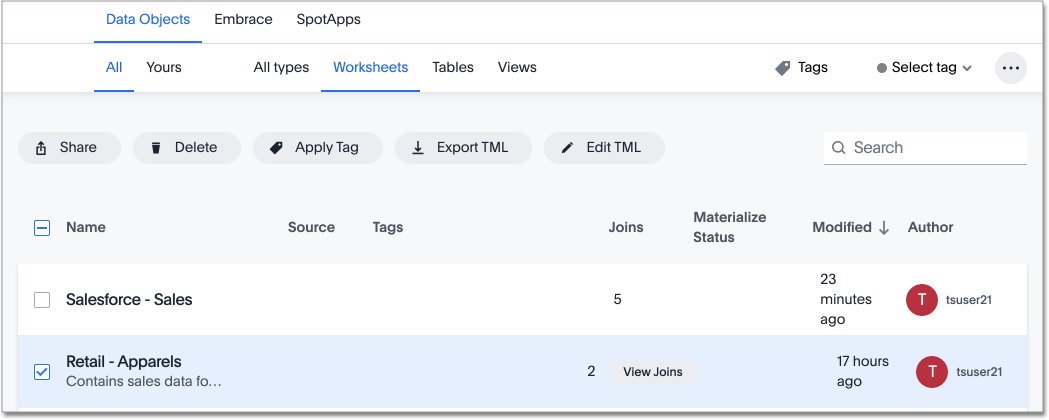 Data Objects Embrace SpotApps
All Yours All types Worksheets Tables Views Tags Select tag
Share Delete Apply Tag Export TML Edit TML Search
Name Source Tags Joins Materialize Status Modified Author
Salesforce - Sales 5 23 minutes ago T tsuser21
Retail - Apparels 2 View Joins 17 hours ago T tsuser21
Contains sales data fo...